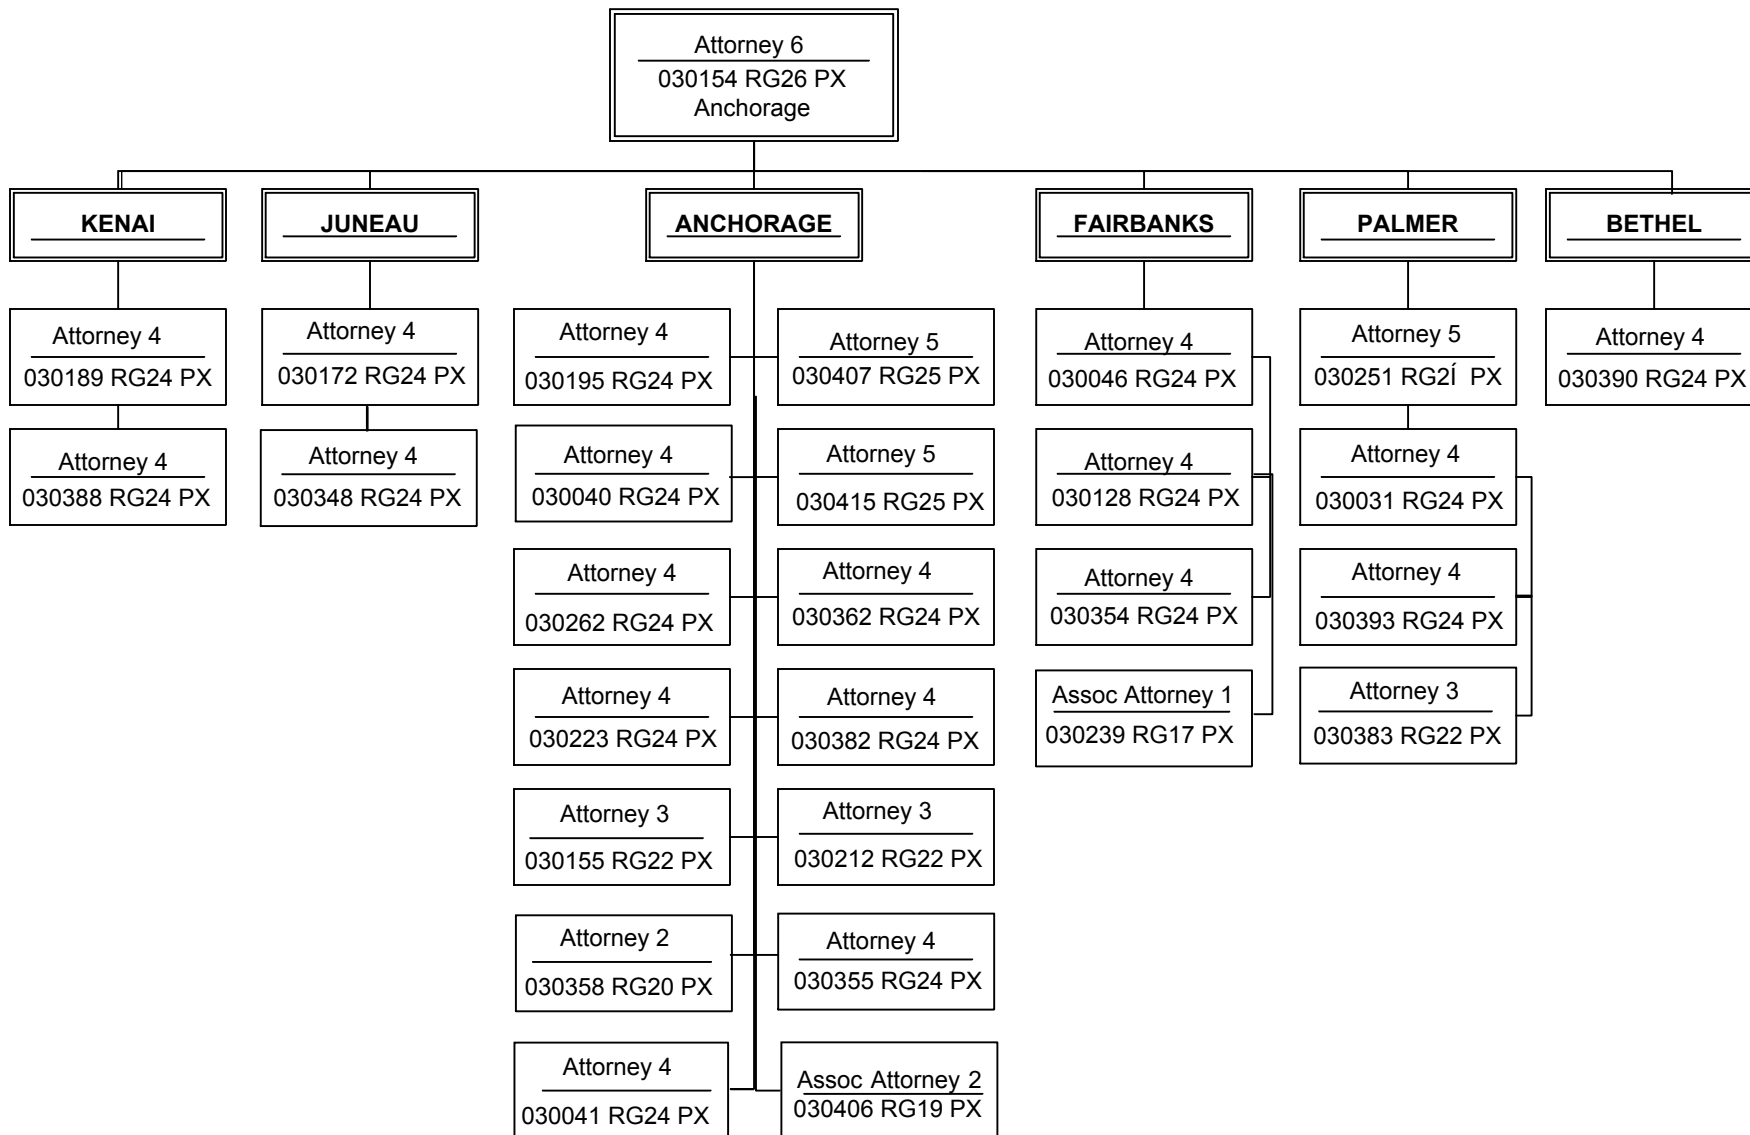 Attorney 6
030154 RG26 PX
Anchorage
KENAI
JUNEAU
ANCHORAGE
FAIRBANKS
PALMER
BETHEL
Attorney 4
030189 RG24 PX
Attorney 4
030388 RG24 PX
Attorney 4
030172 RG24 PX
Attorney 4
030348 RG24 PX
Attorney 4
030195 RG24 PX
Attorney 5
030407 RG25 PX
Attorney 4
030040 RG24 PX
Attorney 5
030415 RG25 PX
Attorney 4
030262 RG24 PX
Attorney 4
030362 RG24 PX
Attorney 4
030223 RG24 PX
Attorney 4
030382 RG24 PX
Attorney 3
030155 RG22 PX
Attorney 3
030212 RG22 PX
Attorney 2
030358 RG20 PX
Attorney 4
030355 RG24 PX
Attorney 4
030041 RG24 PX
Assoc Attorney 2
030406 RG19 PX
Attorney 4
030046 RG24 PX
Attorney 4
030128 RG24 PX
Attorney 4
030354 RG24 PX
Assoc Attorney 1
030239 RG17 PX
Attorney 5
030251 RG2Í PX
Attorney 4
030031 RG24 PX
Attorney 4
030393 RG24 PX
Attorney 3
030383 RG22 PX
Attorney 4
030390 RG24 PX